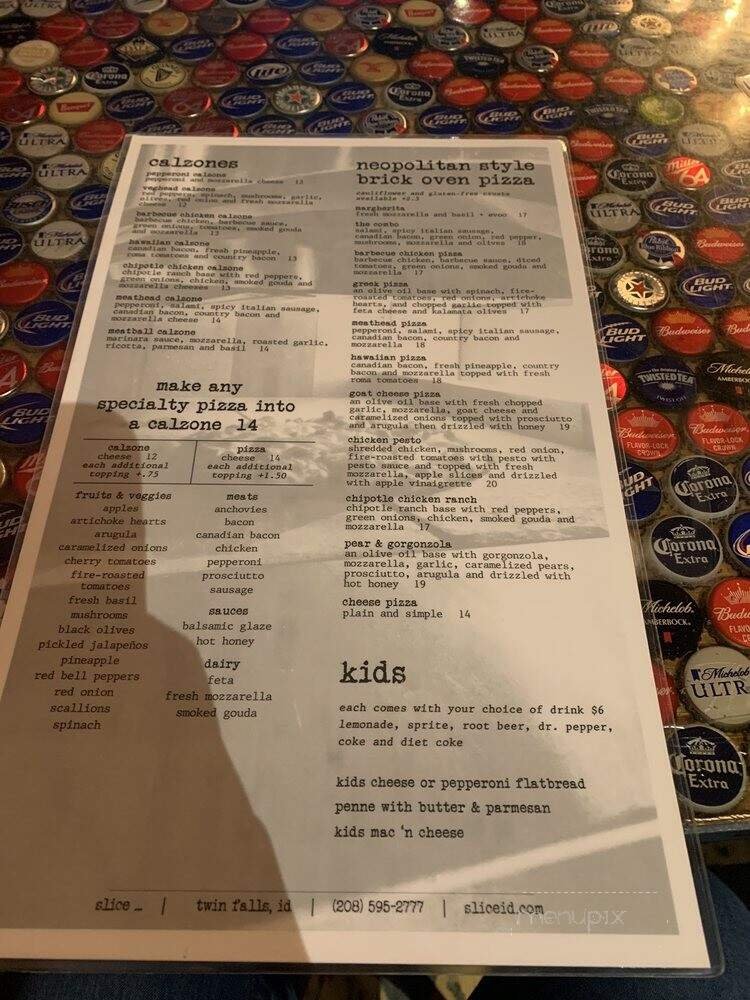 calzones
pepperoni calzone
pepperoni and mozzarella cheese 12
veghead calzone
red peppers, spinach, mushrooms, garlic,
olives, red onion and fresh mozzarella
cheese 12
barbecue chicken calzone
barbecue chicken, barbecue sauce,
green onions, tomatoes, smoked gouda
and mozzarella 13
hawaiian calzone
canadian bacon, fresh pineapple,
roma tomatoes and country bacon 13
chipotle chicken calzone
chipotle ranch base with red peppers,
green onions, chicken, smoked gouda and
mozzarella cheeses 13
meathead calzone
pepperoni, salami, spicy italian sausage,
canadian bacon, country bacon and
mozzarella cheese 14
meatball calzone
marinara sauce, mozzarella, roasted garlic,
ricotta, parmesan and basil 14
make any
specialty pizza into
a calzone 14
calzone
cheese 12
each additional
topping +.75
pizza
cheese 14
each additional
topping +1.50
fruits & veggies
apples
artichoke hearts
arugula
caramelized onions
cherry tomatoes
fire-roasted
tomatoes
fresh basil
mushrooms
black olives
pickled jalapeños
pineapple
red bell peppers
red onion
scallions
spinach
meats
anchovies
bacon
canadian bacon
chicken
pepperoni
prosciutto
sausage
sauces
balsamic glaze
hot honey
dairy
feta
fresh mozzarella
smoked gouda
neopolitan style
brick oven pizza
cauliflower and gluten-free crusts
available +2.5
margherita
fresh mozzarella and basil + evoo 17
the combo
salami, spicy italian sausage,
canadian bacon, green onion, red pepper,
mushrooms, mozzarella and olives 18
barbecue chicken pizza
barbecue chicken, barbecue sauce, diced
tomatoes, green onions, smoked gouda and
mozzarella 17
greek pizza
an olive oil base with spinach, fire-
roasted tomatoes, red onions, artichoke
hearts, and chopped garlic topped with
feta cheese and kalamata olives 17
meathead pizza
pepperoni, salami, spicy italian sausage,
canadian bacon, country bacon and
mozzarella 18
hawaiian pizza
canadian bacon, fresh pineapple, country
bacon and mozzarella topped with fresh
roma tomatoes 18
goat cheese pizza
an olive oil base with fresh chopped
garlic, mozzarella, goat cheese and
caramelized onions topped with prosciutto
and arugula then drizzled with honey 19
chicken pesto
shredded chicken, mushrooms, red onion,
fire-roasted tomatoes with pesto with
pesto sauce and topped with fresh
mozzarella, apple slices and drizzled
with apple vinaigrette 20
chipotle chicken ranch
chipotle ranch base with red peppers,
green onions, chicken, smoked gouda and
mozzarella 17
pear & gorgonzola
an olive oil base with gorgonzola,
mozzarella, garlic, caramelized pears,
prosciutto, arugula and drizzled with
hot honey 19
cheese pizza
plain and simple 14
kids
each comes with your choice of drink $6
lemonade, sprite, root beer, dr. pepper,
coke and diet coke
kids cheese or pepperoni flatbread
penne with butter & parmesan
kids mac 'n cheese
slice … | twin falls, id | (208) 595-2777 | sliceid.com
menupix